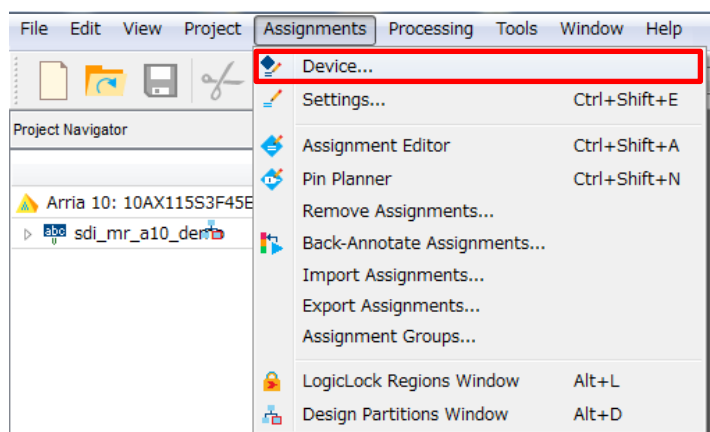 File Edit View Project Assignments Processing Tools Window Help
Device...
Settings... Ctrl+Shift+E
Project Navigator
Assignment Editor Ctrl+Shift+A
Pin Planner Ctrl+Shift+N
Arria 10: 10AX115S3F45E
Remove Assignments...
abc sdi_mr_a10_demo
Back-Annotate Assignments...
Import Assignments...
Export Assignments...
Assignment Groups...
LogicLock Regions Window Alt+L
Design Partitions Window Alt+D